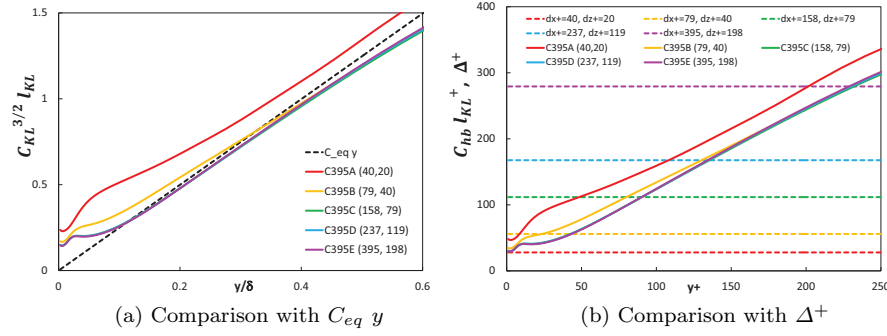 1.5
1
0.5
0
0
0.2
0.4
0.6
C_KL^3/2 l_KL
y/δ
C_eq y
C395A (40,20)
C395B (79, 40)
C395C (158, 79)
C395D (237, 119)
C395E (395, 198)
(a) Comparison with C_eq y
dx+=40, dz+=20
dx+=79, dz+=40
dx+=158, dz+=79
dx+=237, dz+=119
dx+=395, dz+=198
C395A (40,20)
C395B (79, 40)
C395C (158, 79)
C395D (237, 119)
C395E (395, 198)
400
300
200
100
0
0
50
100
150
200
250
C_hb l_KL^+, Δ^+
y+
(b) Comparison with Δ^+